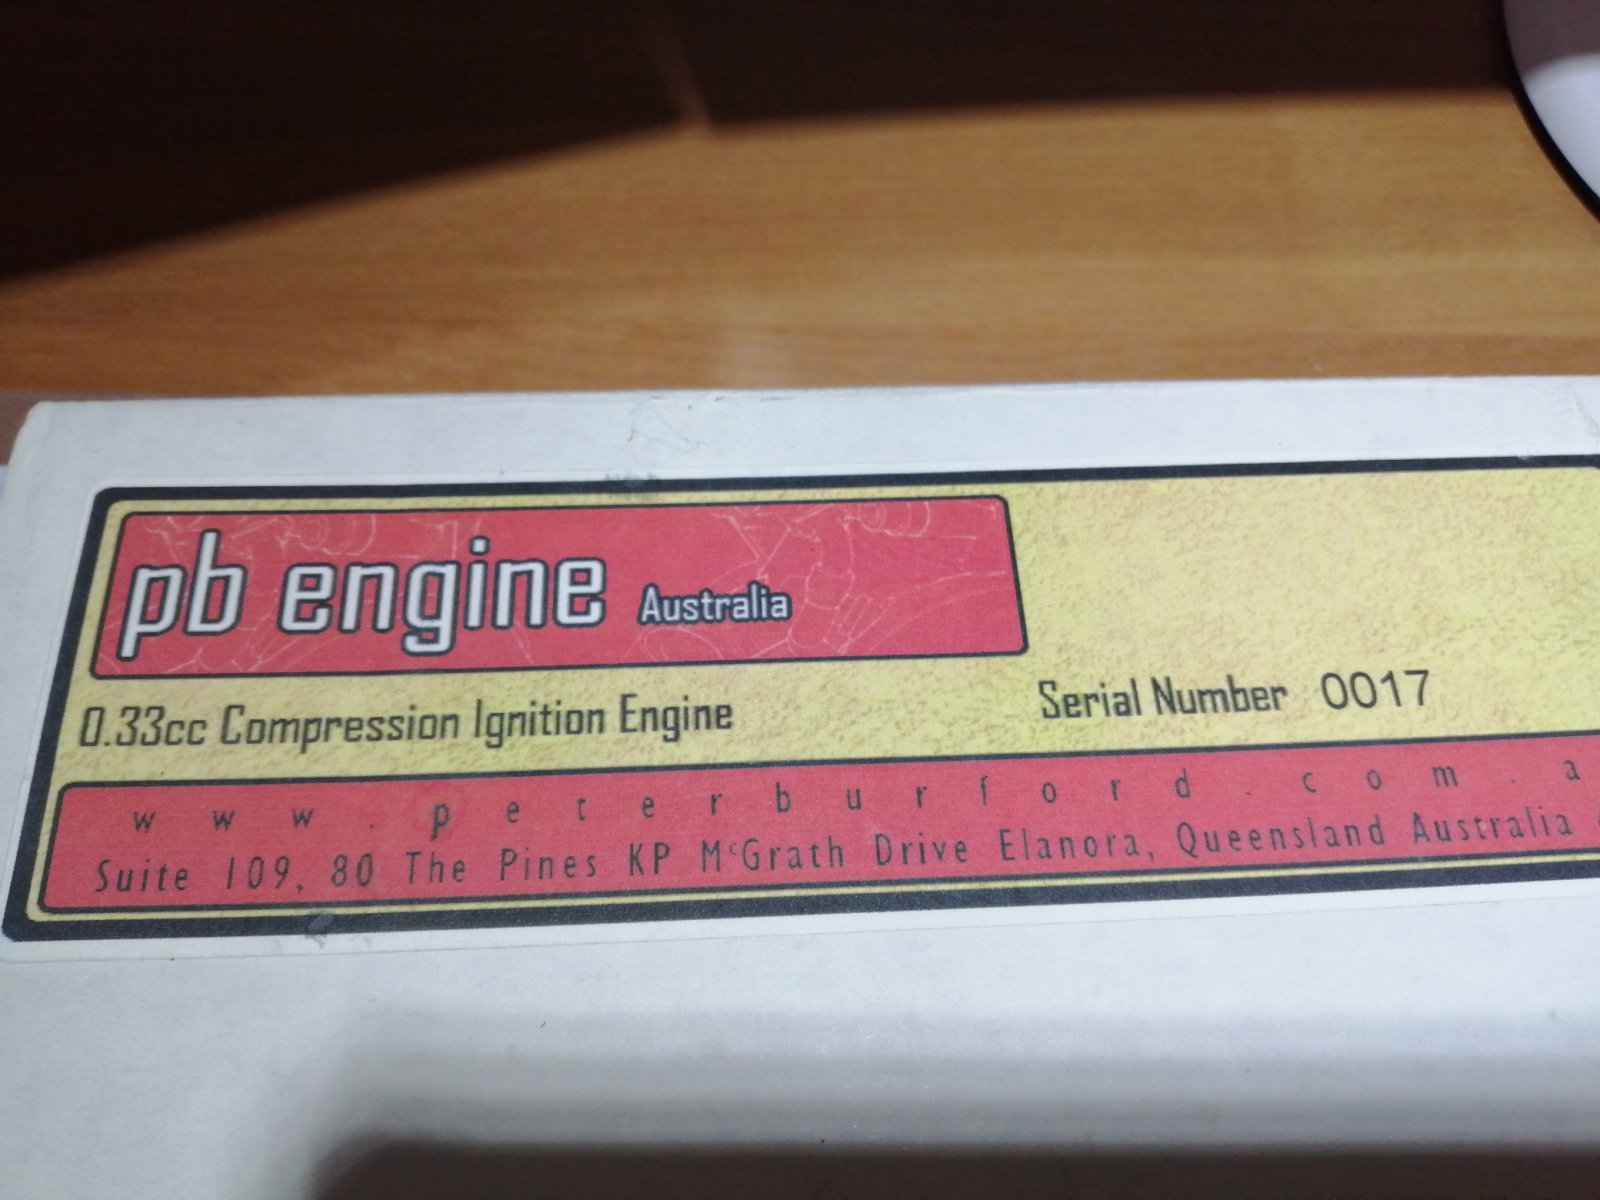 pb engine Australia
0.33cc Compression Ignition Engine
Serial Number 0017
www.peterburford.com.a
Suite 109, 80 The Pines KP McGrath Drive Elanora, Queensland Australia